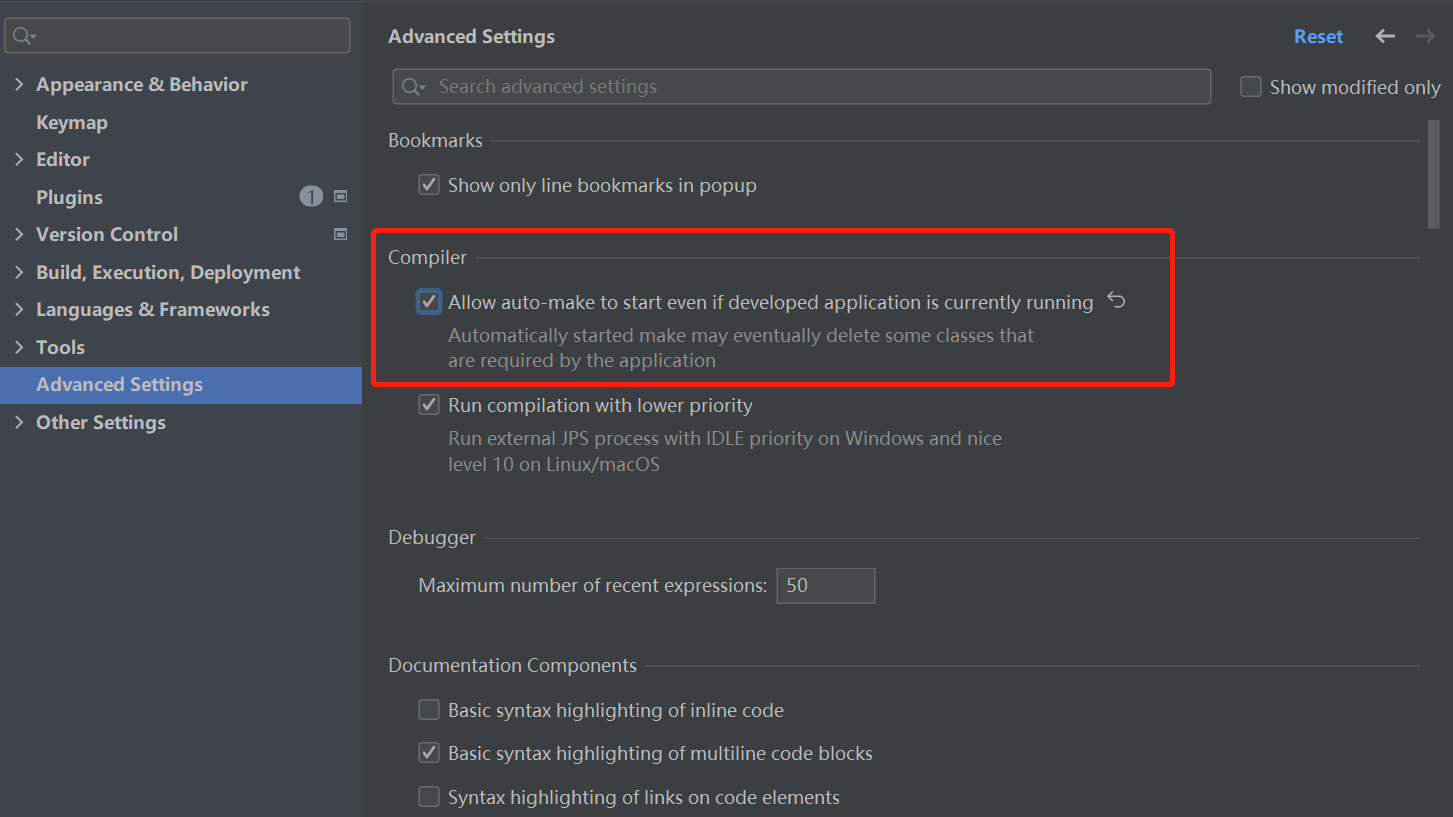 Appearance & Behavior
Keymap
Editor
Plugins
1
Version Control
Build, Execution, Deployment
Languages & Frameworks
Tools
Advanced Settings
Other Settings
Advanced Settings
Reset
Search advanced settings
Show modified only
Bookmarks
Show only line bookmarks in popup
Compiler
Allow auto-make to start even if developed application is currently running
Automatically started make may eventually delete some classes that
are required by the application
Run compilation with lower priority
Run external JPS process with IDLE priority on Windows and nice
level 10 on Linux/macOS
Debugger
Maximum number of recent expressions: 50
Documentation Components
Basic syntax highlighting of inline code
Basic syntax highlighting of multiline code blocks
Syntax highlighting of links on code elements